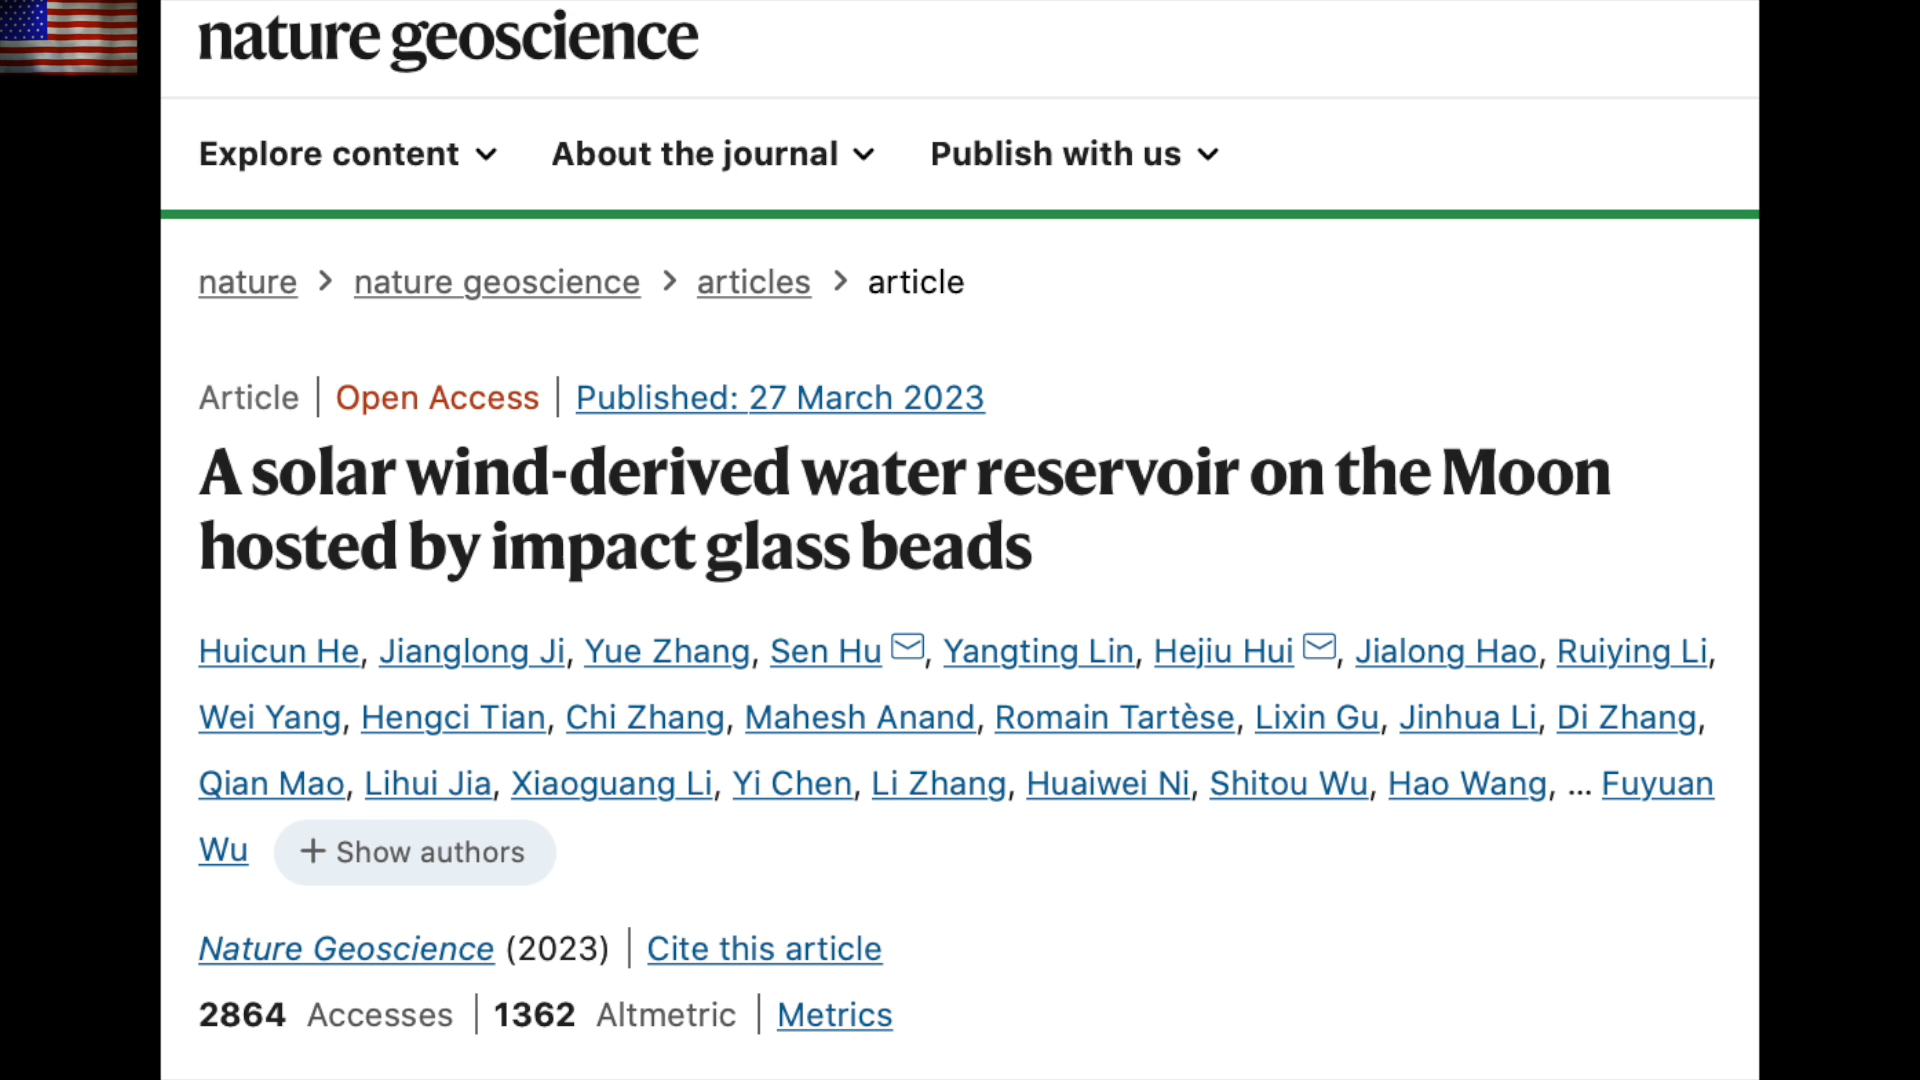 nature geoscience
Explore content About the journal Publish with us
nature > nature geoscience > articles > article
Article | Open Access | Published: 27 March 2023
A solar wind-derived water reservoir on the Moon
hosted by impact glass beads
Huicun He, Jianglong Ji, Yue Zhang, Sen Hu, Yangting Lin, Hejiu Hui, Jialong Hao, Ruiying Li,
Wei Yang, Hengci Tian, Chi Zhang, Mahesh Anand, Romain Tartèse, Lixin Gu, Jinhua Li, Di Zhang,
Qian Mao, Lihui Jia, Xiaoguang Li, Yi Chen, Li Zhang, Huaiwei Ni, Shitou Wu, Hao Wang, ... Fuyuan
Wu + Show authors
Nature Geoscience (2023) | Cite this article
2864 Accesses | 1362 Altmetric | Metrics